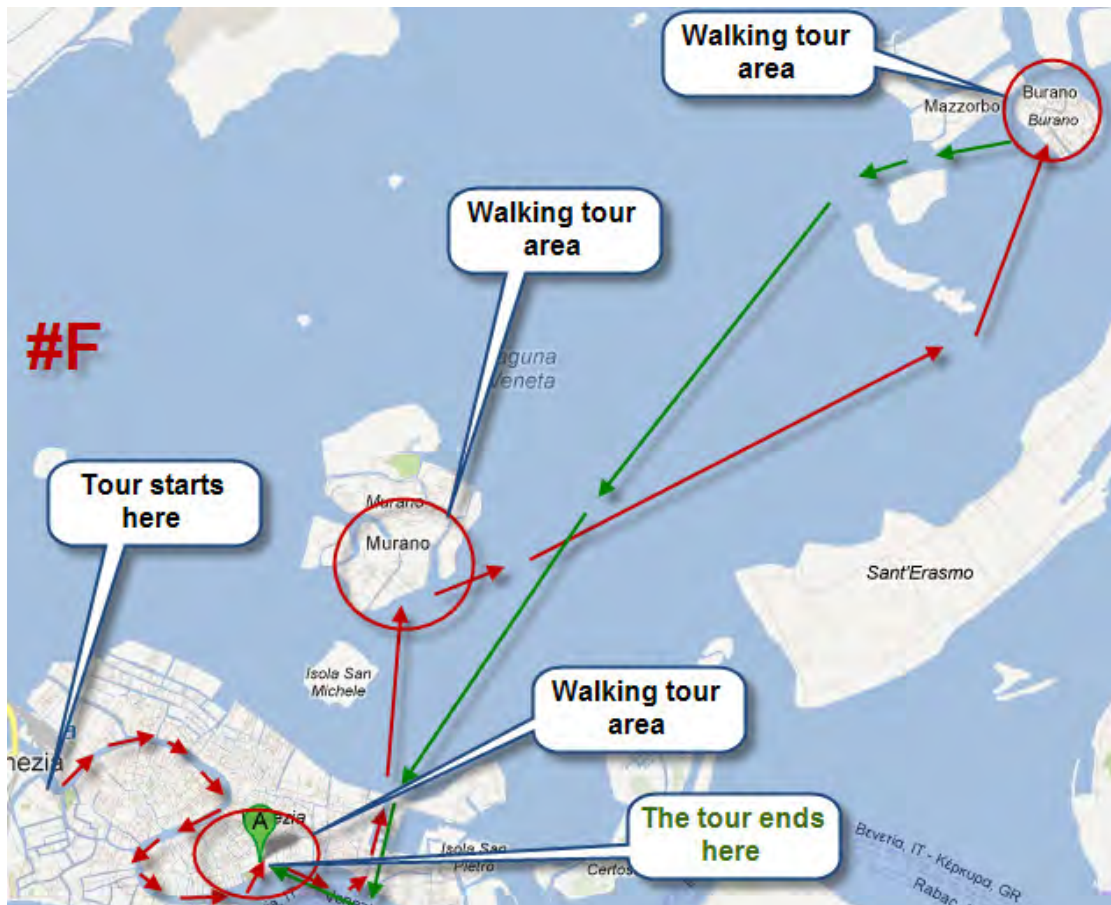 Walking tour
area
Burano
Mazzorbo
Burano
Walking tour
area
#F
aguna
Veneta
Tour starts
here
Murano
Murano
Sant'Erasmo
Isola San
Michele
Walking tour
area
nezia
A
ezia
The tour ends
here
Isola San
Pietro
Certos
Βενετία, IT - Κέρκυρα, GR
Rabac,